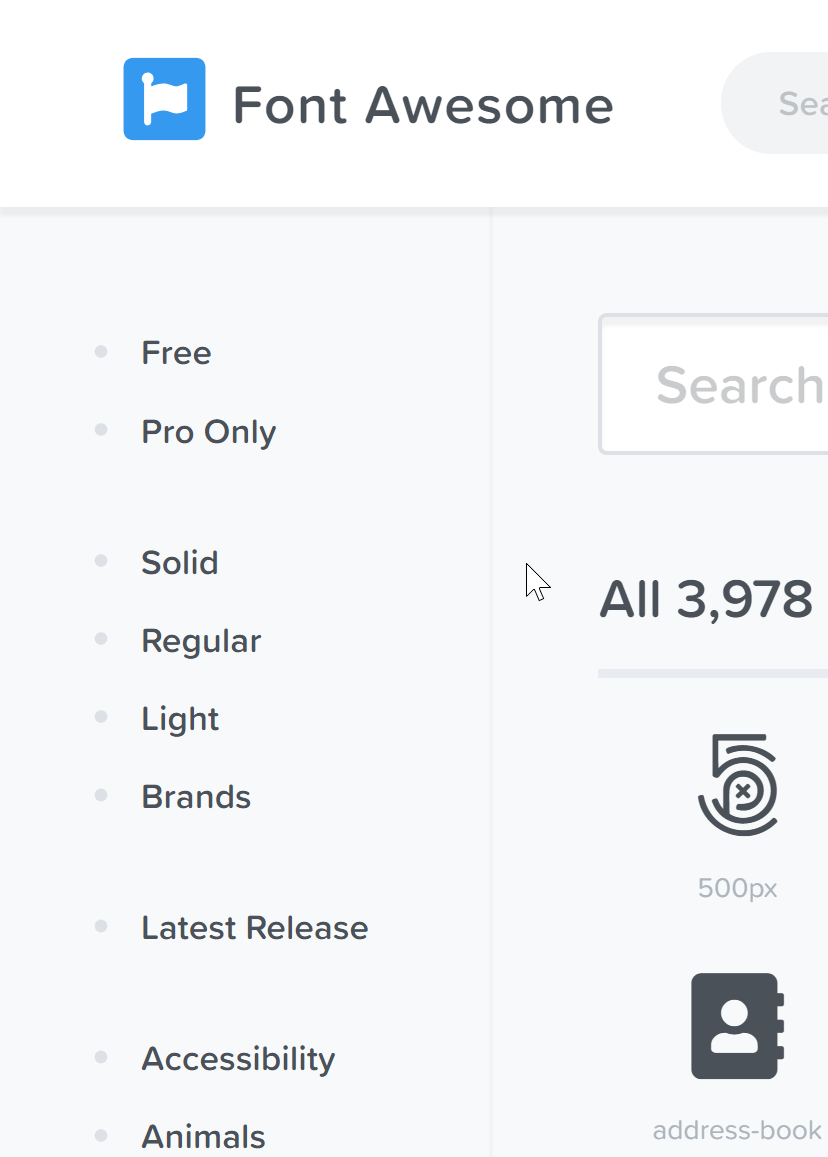 Font Awesome
Free
Pro Only
Solid
Regular
Light
Brands
Latest Release
Accessibility
Animals
Search
All 3,978
500px
address-book